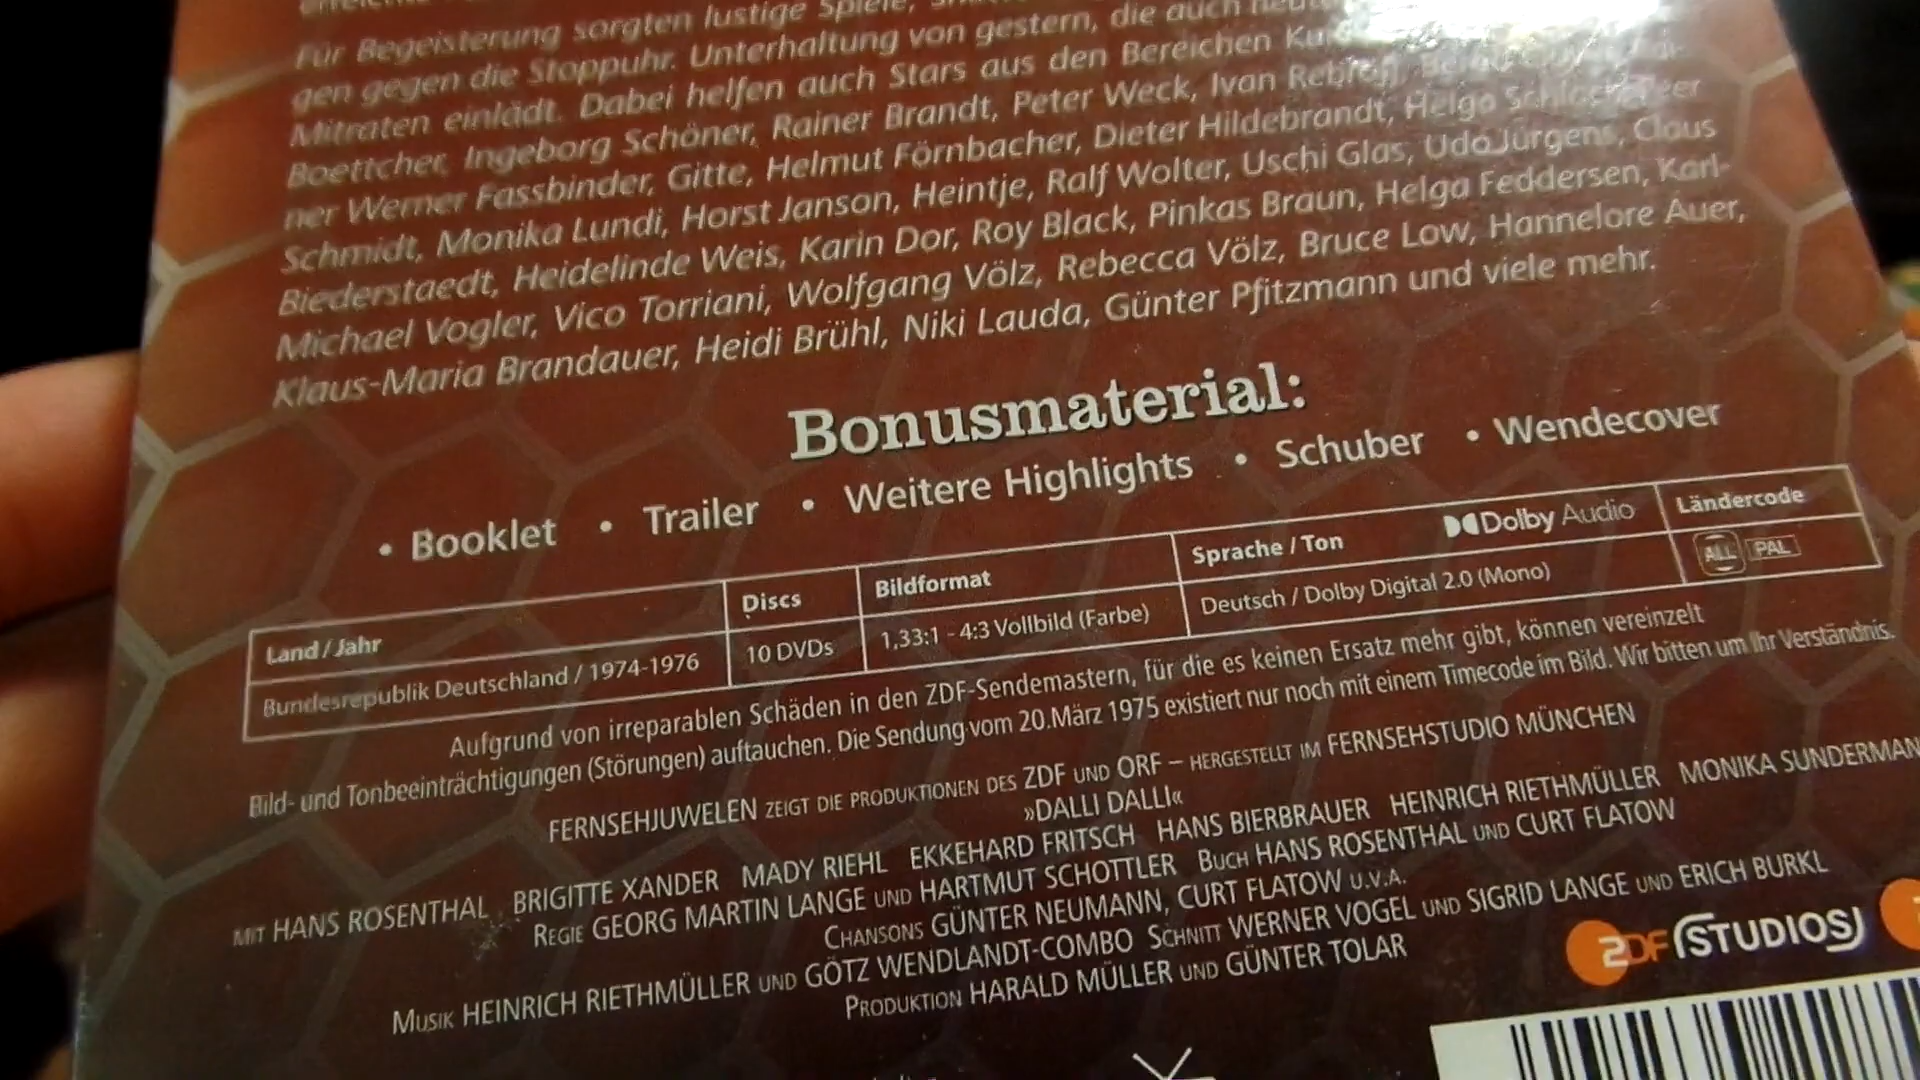 Für Begeisterung sorgten lustige Spiele,
gen gegen die Stoppuhr. Unterhaltung von gestern, die auch heute
Mitraten einlädt. Dabei helfen auch Stars aus den Bereichen
Boettcher, Ingeborg Schöner, Rainer Brandt, Peter Weck, Ivan Rebroff,
ner Werner Fassbinder, Gitte, Helmut Förnbacher, Dieter Hildebrandt, Helga
Schmidt, Monika Lundi, Horst Janson, Heintje, Ralf Wolter, Uschi Glas, Udo Jürgens, Claus
Biederstaedt, Heidelinde Weis, Karin Dor, Roy Black, Pinkas Braun, Helga Feddersen, Karl-
Michael Vogler, Vico Torriani, Wolfgang Völz, Rebecca Völz, Bruce Low, Hannelore Auer,
Klaus-Maria Brandauer, Heidi Brühl, Niki Lauda, Günter Pfitzmann und viele mehr.
Bonusmaterial:
• Booklet • Trailer • Weitere Highlights • Schuber • Wendecover
Land / Jahr Discs Bildformat Sprache / Ton Dolby Audio Ländercode
Bundesrepublik Deutschland / 1974-1976 10 DVDs 1,33:1 - 4:3 Vollbild (Farbe) Deutsch / Dolby Digital 2.0 (Mono) ALL PAL
Aufgrund von irreparablen Schäden in den ZDF-Sendemastern, für die es keinen Ersatz mehr gibt, können vereinzelt
Bild- und Tonbeeinträchtigungen (Störungen) auftauchen. Die Sendung vom 20.März 1975 existiert nur noch mit einem Timecode im Bild. Wir bitten um Ihr Verständnis.
FERNSEHJUWELEN ZEIGT DIE PRODUKTIONEN DES ZDF UND ORF – HERGESTELLT IM FERNSEHSTUDIO MÜNCHEN
»DALLI DALLI«
MIT HANS ROSENTHAL BRIGITTE XANDER MADY RIEHL EKKEHARD FRITSCH HANS BIERBRAUER HEINRICH RIETHMÜLLER MONIKA SUNDERMAN
REGIE GEORG MARTIN LANGE UND HARTMUT SCHOTTLER BUCH HANS ROSENTHAL UND CURT FLATOW
CHANSONS GÜNTER NEUMANN, CURT FLATOW U.V.A.
MUSIK HEINRICH RIETHMÜLLER UND GÖTZ WENDLANDT-COMBO SCHNITT WERNER VOGEL UND SIGRID LANGE UND ERICH BURKL
PRODUKTION HARALD MÜLLER UND GÜNTER TOLAR
ZDF STUDIOS